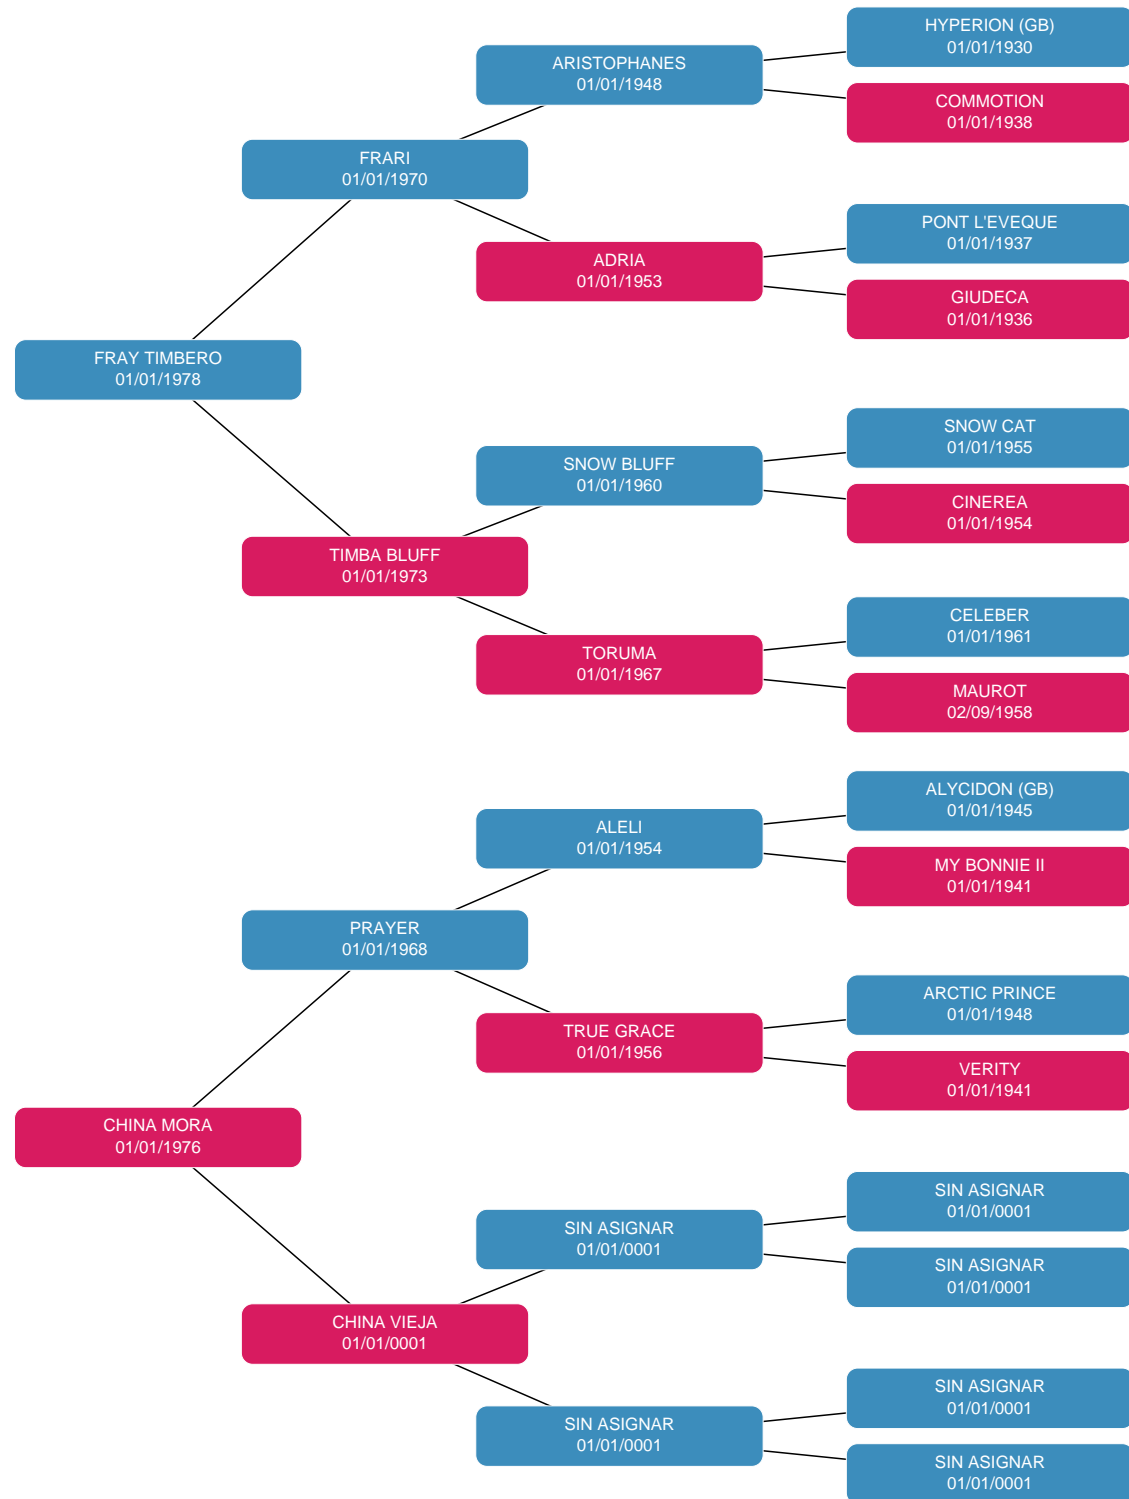 HYPERION (GB)
01/01/1930
ARISTOPHANES
01/01/1948
COMMOTION
01/01/1938
FRARI
01/01/1970
PONT L'EVEQUE
01/01/1937
ADRIA
01/01/1953
GIUDECA
01/01/1936
FRAY TIMBERO
01/01/1978
SNOW CAT
01/01/1955
SNOW BLUFF
01/01/1960
CINEREA
01/01/1954
TIMBA BLUFF
01/01/1973
CELEBER
01/01/1961
TORUMA
01/01/1967
MAUROT
02/09/1958
ALYCIDON (GB)
01/01/1945
ALELI
01/01/1954
MY BONNIE II
01/01/1941
PRAYER
01/01/1968
ARCTIC PRINCE
01/01/1948
TRUE GRACE
01/01/1956
VERITY
01/01/1941
CHINA MORA
01/01/1976
SIN ASIGNAR
01/01/0001
SIN ASIGNAR
01/01/0001
SIN ASIGNAR
01/01/0001
CHINA VIEJA
01/01/0001
SIN ASIGNAR
01/01/0001
SIN ASIGNAR
01/01/0001
SIN ASIGNAR
01/01/0001